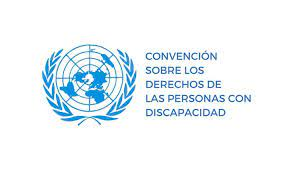 CONVENCIÓN
SOBRE LOS
DERECHOS DE
LAS PERSONAS CON
DISCAPACIDAD